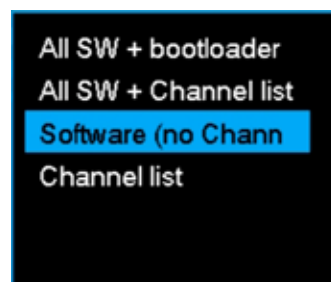 All SW + bootloader
All SW + Channel list
Software (no Chann
Channel list